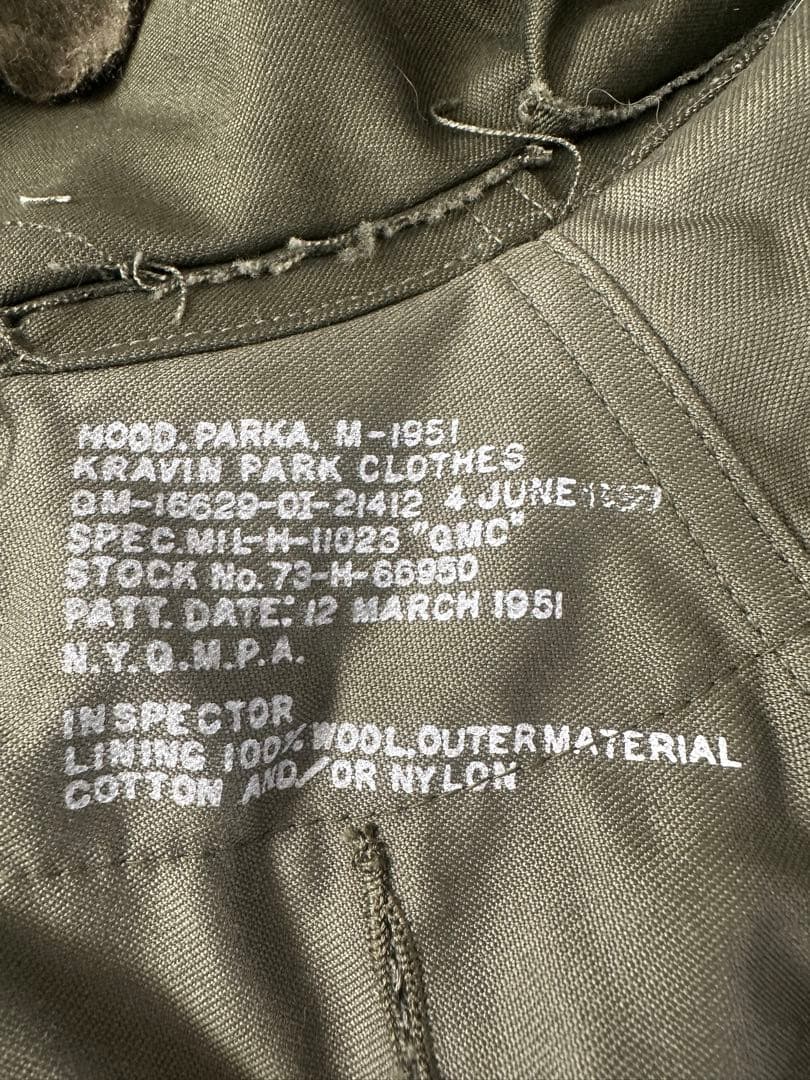 HOOD, PARKA, M-1951
KRAVIN PARK CLOTHES
QM-16629-OI-21412 4 JUNE
SPEC.MIL-H-11023 "QMC"
STOCK No. 73-H-66950
PATT. DATE: 12 MARCH 1951
N.Y.Q.M.P.A.
INSPECTOR
LINING 100% WOOL, OUTER MATERIAL
COTTON AND/OR NYLON